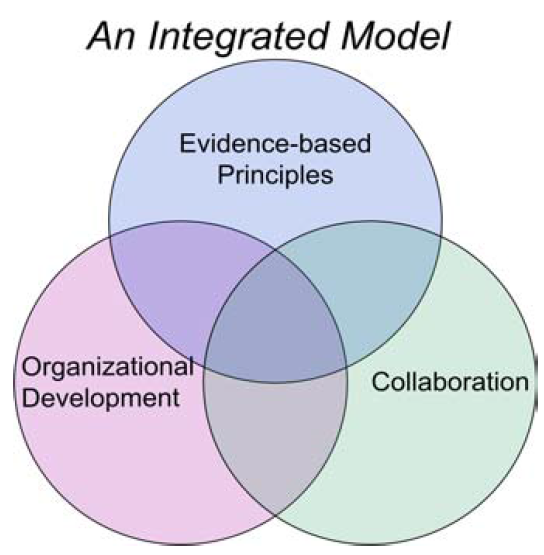 An Integrated Model
Evidence-based
Principles
Organizational
Development
Collaboration